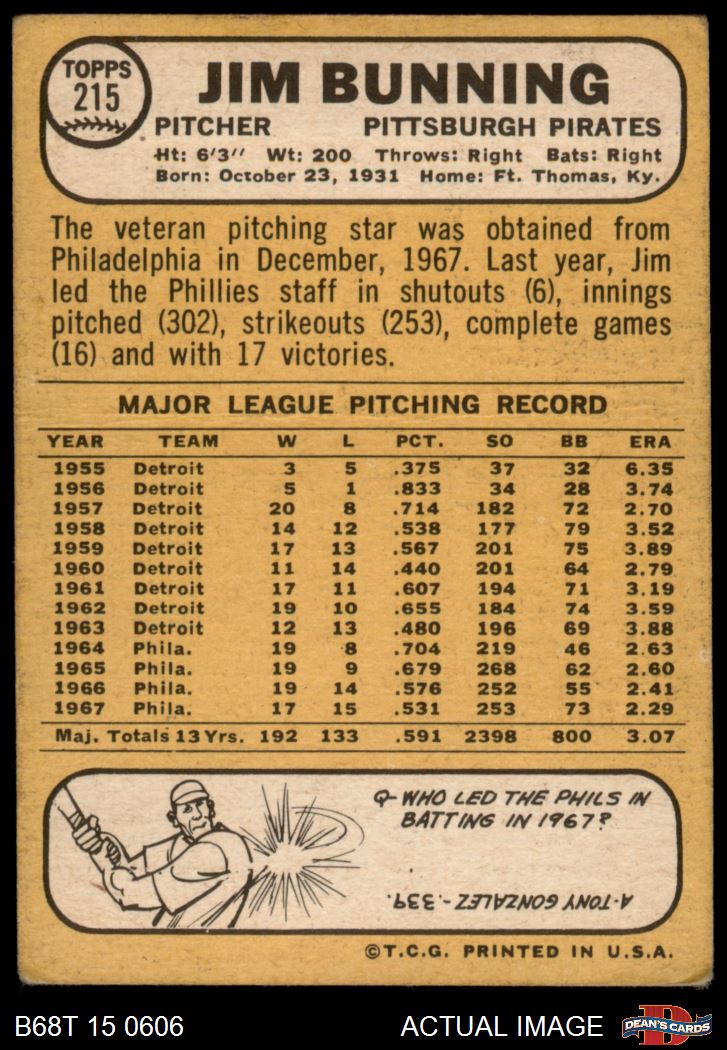 TOPPS
215
JIM BUNNING
PITCHER PITTSBURGH PIRATES
Ht: 6'3" Wt: 200 Throws: Right Bats: Right
Born: October 23, 1931 Home: Ft. Thomas, Ky.
The veteran pitching star was obtained from
Philadelphia in December, 1967. Last year, Jim
led the Phillies staff in shutouts (6), innings
pitched (302), strikeouts (253), complete games
(16) and with 17 victories.
MAJOR LEAGUE PITCHING RECORD
YEAR TEAM W L PCT. SO BB ERA
1955 Detroit 3 5 .375 37 32 6.35
1956 Detroit 5 1 .833 34 28 3.74
1957 Detroit 20 8 .714 182 72 2.70
1958 Detroit 14 12 .538 177 79 3.52
1959 Detroit 17 13 .567 201 75 3.89
1960 Detroit 11 14 .440 201 64 2.79
1961 Detroit 17 11 .607 194 71 3.19
1962 Detroit 19 10 .655 184 74 3.59
1963 Detroit 12 13 .480 196 69 3.88
1964 Phila. 19 8 .704 219 46 2.63
1965 Phila. 19 9 .679 268 62 2.60
1966 Phila. 19 14 .576 252 55 2.41
1967 Phila. 17 15 .531 253 73 2.29
Maj. Totals 13 Yrs. 192 133 .591 2398 800 3.07
Q-WHO LED THE PHILS IN
BATTING IN 1967?
A-TONY GONZALEZ-.339.
©T.C.G. PRINTED IN U.S.A.
B68T 15 0606 ACTUAL IMAGE D DEAN'S CARDS